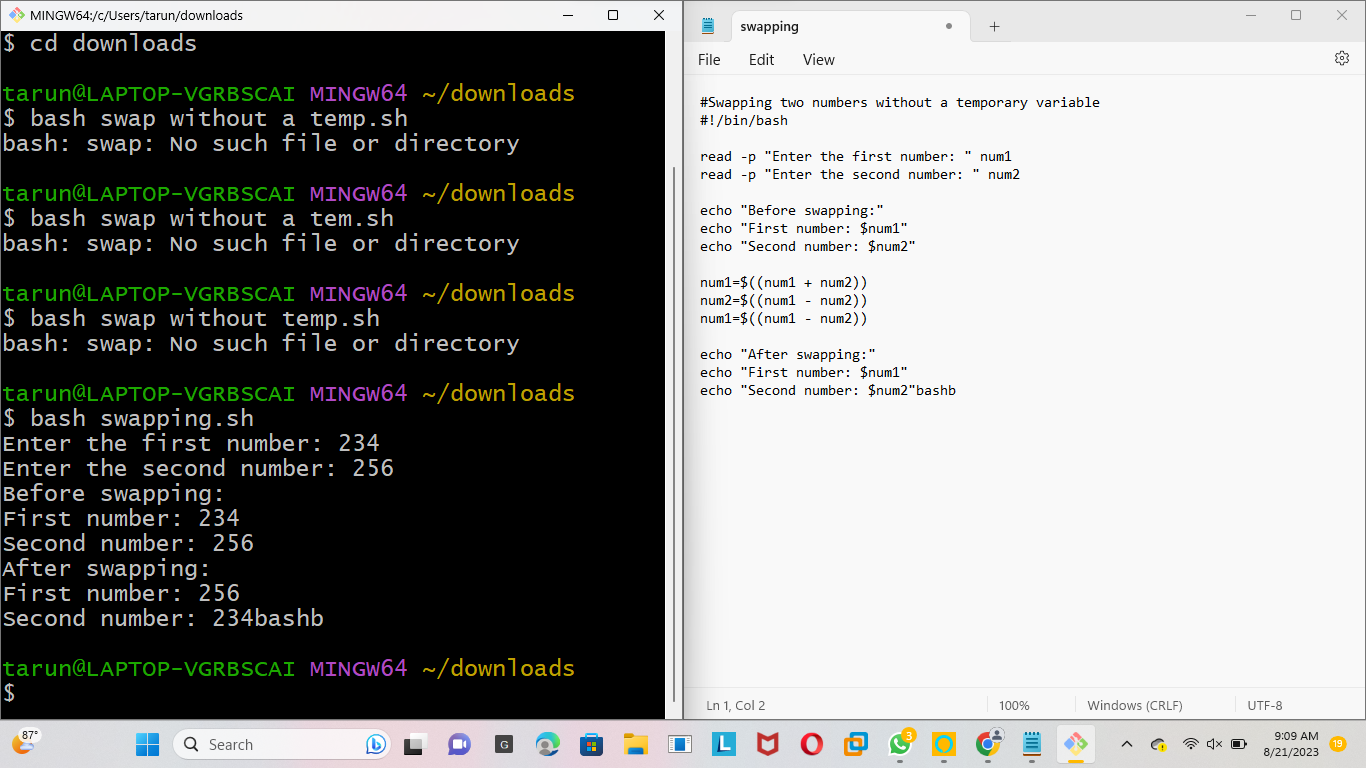 MINGW64:/c/Users/tarun/downloads
$ cd downloads
tarun@LAPTOP-VGRBSCAI MINGW64 ~/downloads
$ bash swap without a temp.sh
bash: swap: No such file or directory
tarun@LAPTOP-VGRBSCAI MINGW64 ~/downloads
$ bash swap without a tem.sh
bash: swap: No such file or directory
tarun@LAPTOP-VGRBSCAI MINGW64 ~/downloads
$ bash swap without temp.sh
bash: swap: No such file or directory
tarun@LAPTOP-VGRBSCAI MINGW64 ~/downloads
$ bash swapping.sh
Enter the first number: 234
Enter the second number: 256
Before swapping:
First number: 234
Second number: 256
After swapping:
First number: 256
Second number: 234bashb
tarun@LAPTOP-VGRBSCAI MINGW64 ~/downloads
$
swapping
File Edit View
#Swapping two numbers without a temporary variable
#!/bin/bash
read -p "Enter the first number: " num1
read -p "Enter the second number: " num2
echo "Before swapping:"
echo "First number: $num1"
echo "Second number: $num2"
num1=$((num1 + num2))
num2=$((num1 - num2))
num1=$((num1 - num2))
echo "After swapping:"
echo "First number: $num1"
echo "Second number: $num2"bashb
Ln 1, Col 2 100% Windows (CRLF) UTF-8
87°
Search
G
L
3
9:09 AM
8/21/2023
19